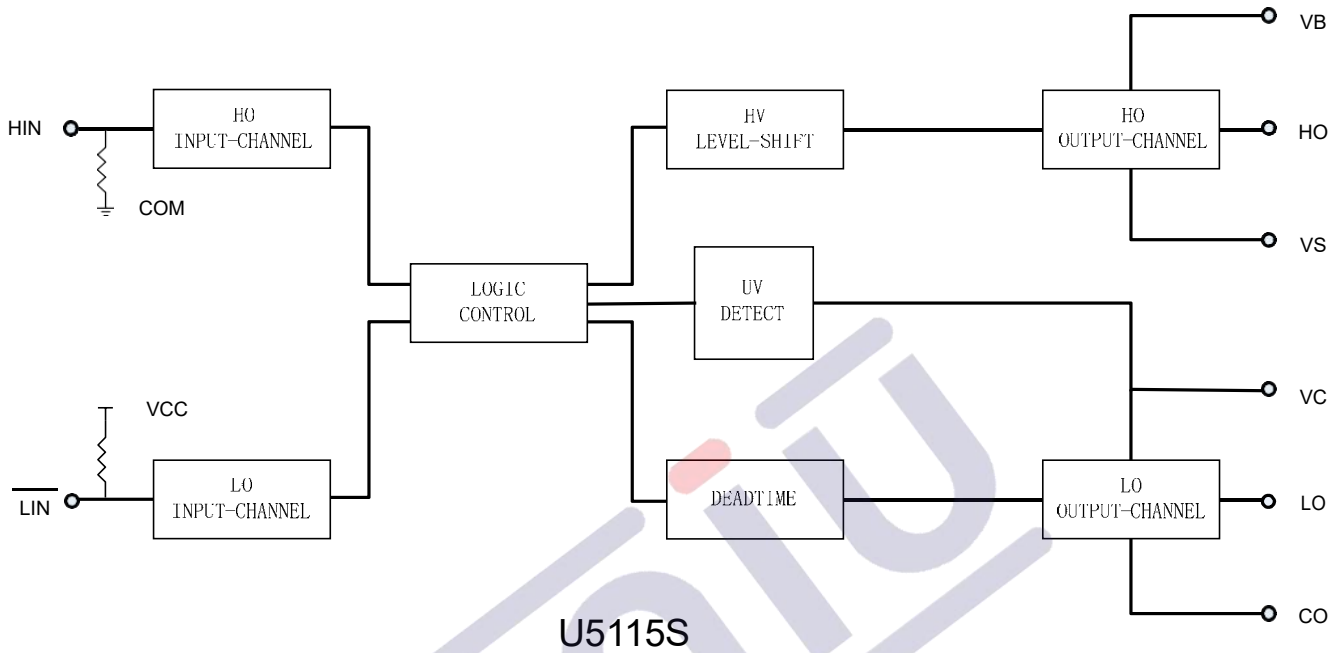 VB
HIN
HO
INPUT-CHANNEL
HV
LEVEL-SHIFT
HO
OUTPUT-CHANNEL
HO
COM
VS
LOGIC
CONTROL
UV
DETECT
VCC
VC
LIN
LO
INPUT-CHANNEL
DEADTIME
LO
OUTPUT-CHANNEL
LO
CO
U5115S